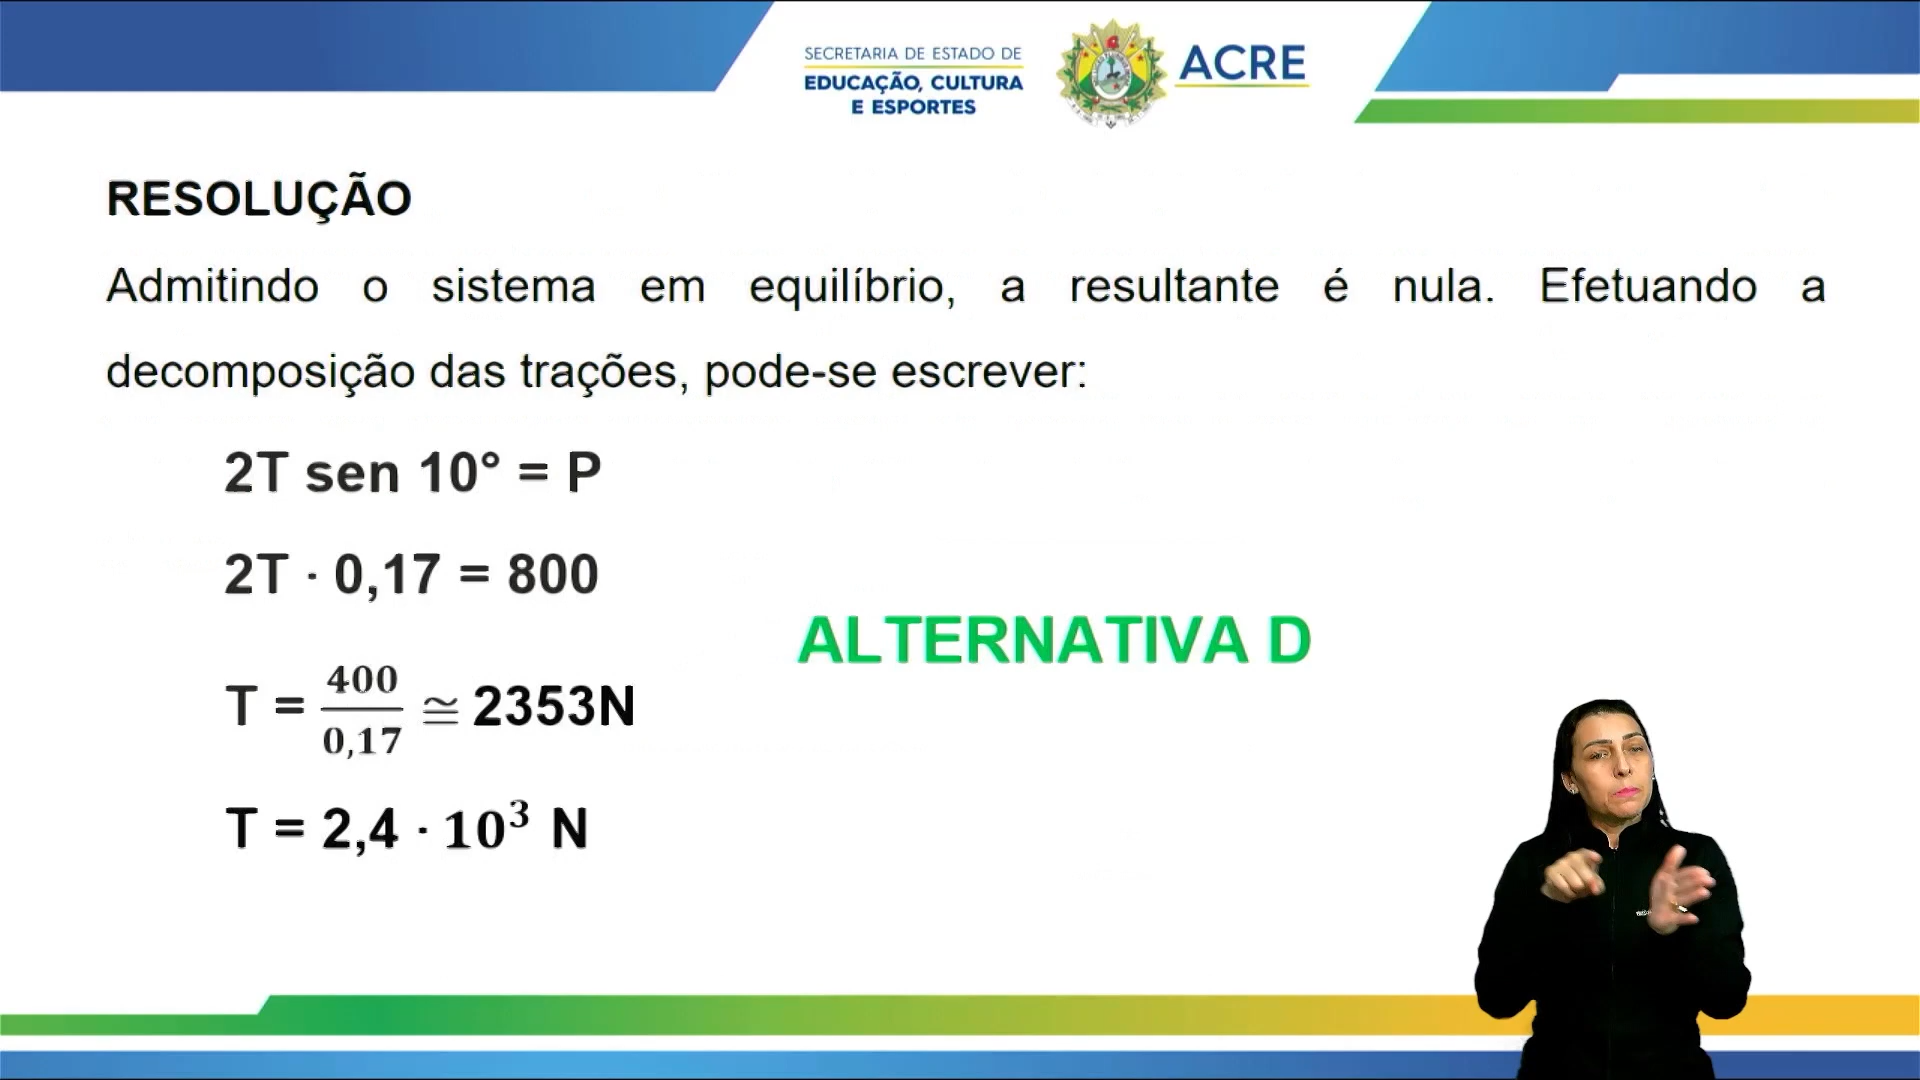 SECRETARIA DE ESTADO DE
EDUCAÇÃO, CULTURA
E ESPORTES
ACRE
RESOLUÇÃO
Admitindo o sistema em equilíbrio, a resultante é nula. Efetuando a
decomposição das trações, pode-se escrever:
2T sen 10° = P
2T · 0,17 = 800
T = 400/0,17 ≅ 2353N
ALTERNATIVA D
T = 2,4 · 10³ N